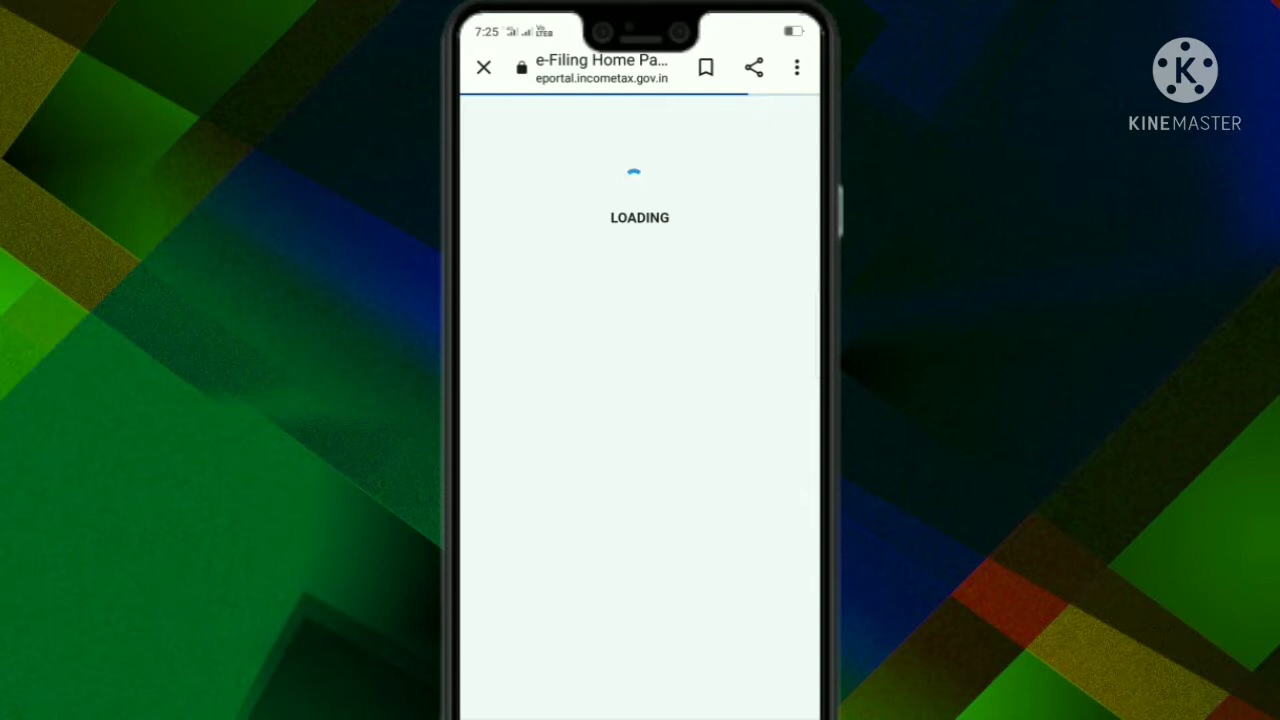 7:25
e-Filing Home Pa...
eportal.incometax.gov.in
LOADING
K
KINEMASTER